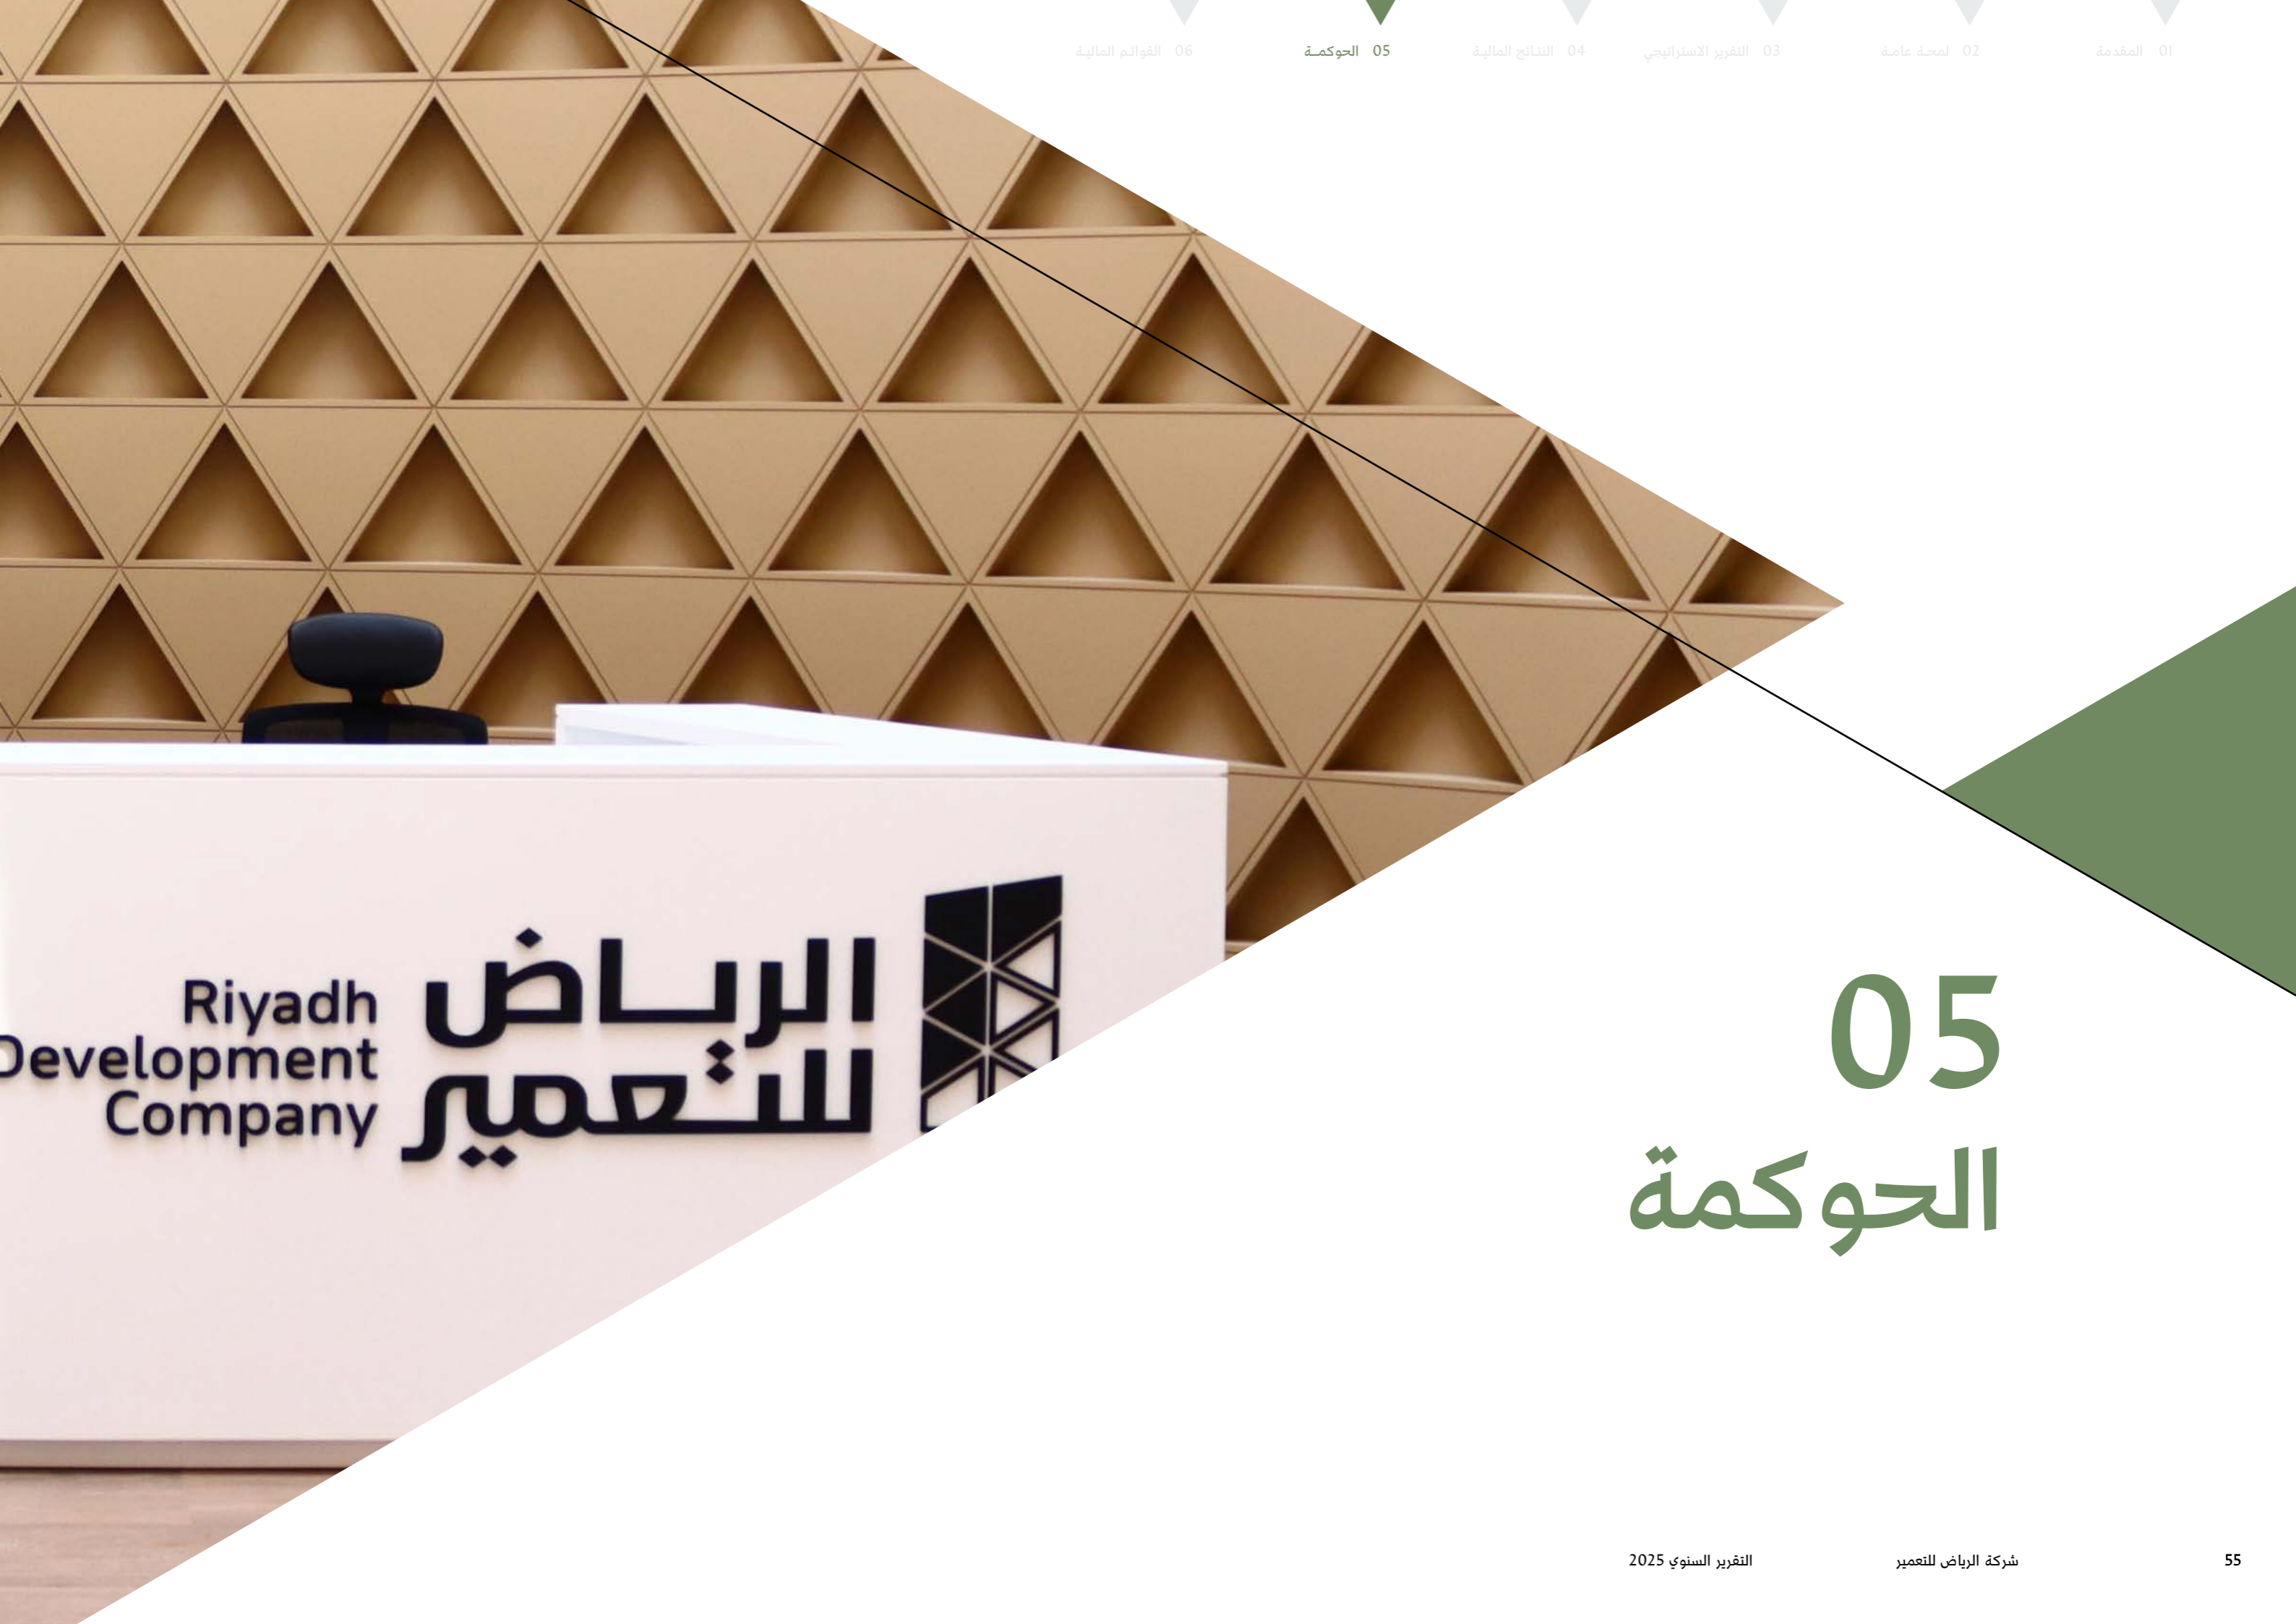 01 المقدمة
02 لمحة عامة
03 التقرير الاستراتيجي
04 النتائج المالية
05 الحوكمة
06 القوائم المالية
الرياض
للتعمير
Riyadh
Development
Company
05
الحوكمة
55
شركة الرياض للتعمير
التقرير السنوي 2025